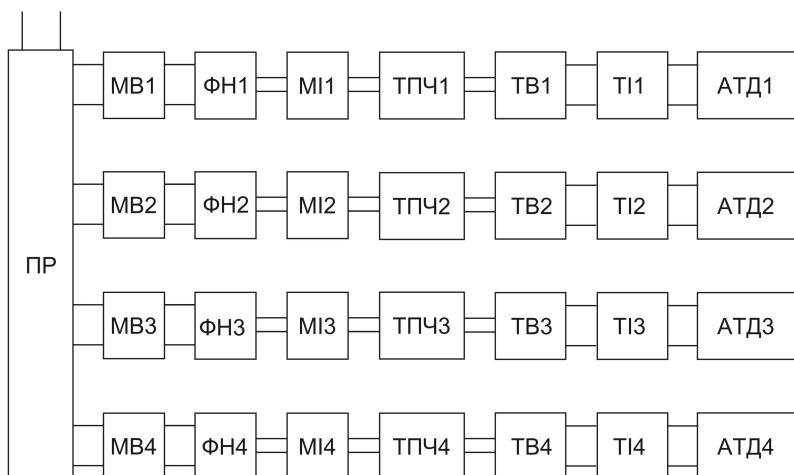 МВ1 ФН1 МІ1 ТПЧ1 ТВ1 ТІ1 АТД1
МВ2 ФН2 МІ2 ТПЧ2 ТВ2 ТІ2 АТД2
ПР
МВ3 ФН3 МІ3 ТПЧ3 ТВ3 ТІ3 АТД3
МВ4 ФН4 МІ4 ТПЧ4 ТВ4 ТІ4 АТД4